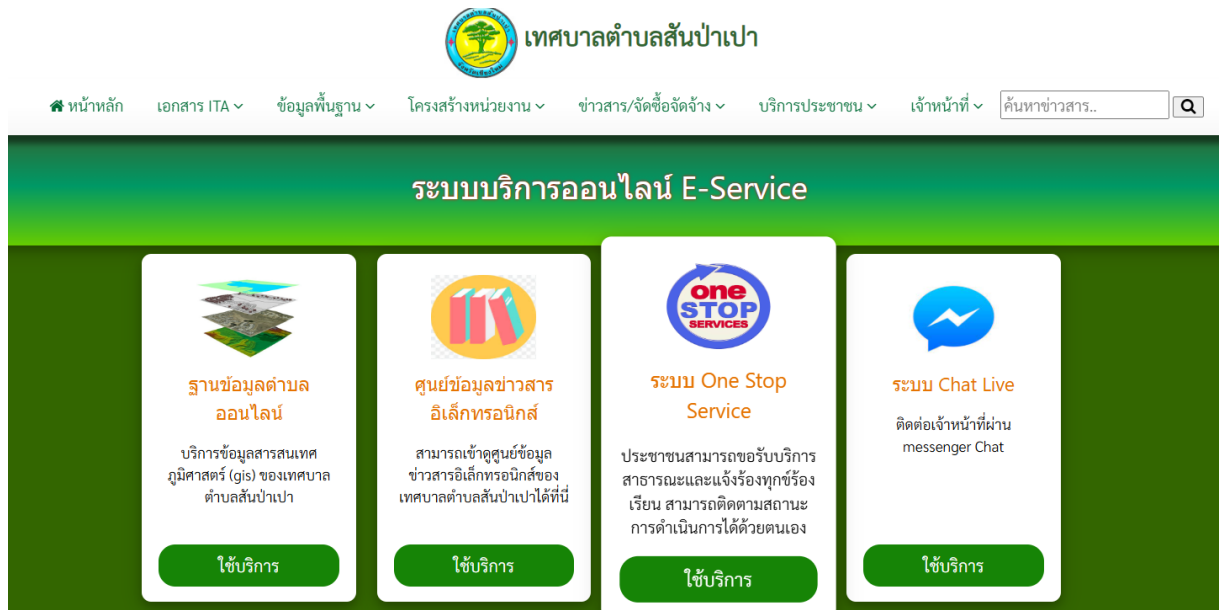 เทศบาลตำบลสันป่าเปา
หน้าหลัก เอกสาร ITA ข้อมูลพื้นฐาน โครงสร้างหน่วยงาน ข่าวสาร/จัดซื้อจัดจ้าง บริการประชาชน เจ้าหน้าที่ ค้นหาข่าวสาร..
ระบบบริการออนไลน์ E-Service
ฐานข้อมูลตำบล
ออนไลน์
บริการข้อมูลสารสนเทศ
ภูมิศาสตร์ (gis) ของเทศบาล
ตำบลสันป่าเปา
ใช้บริการ
ศูนย์ข้อมูลข่าวสาร
อิเล็กทรอนิกส์
สามารถเข้าดูศูนย์ข้อมูล
ข่าวสารอิเล็กทรอนิกส์ของ
เทศบาลตำบลสันป่าเปาได้ที่นี่
ใช้บริการ
one
STOP
SERVICES
ระบบ One Stop
Service
ประชาชนสามารถขอรับบริการ
สาธารณะและแจ้งร้องทุกข์ร้อง
เรียน สามารถติดตามสถานะ
การดำเนินการได้ด้วยตนเอง
ใช้บริการ
ระบบ Chat Live
ติดต่อเจ้าหน้าที่ผ่าน
messenger Chat
ใช้บริการ